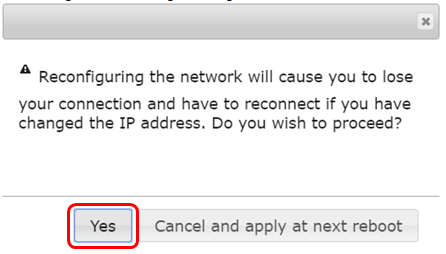 Reconfiguring the network will cause you to lose
your connection and have to reconnect if you have
changed the IP address. Do you wish to proceed?
Yes
Cancel and apply at next reboot